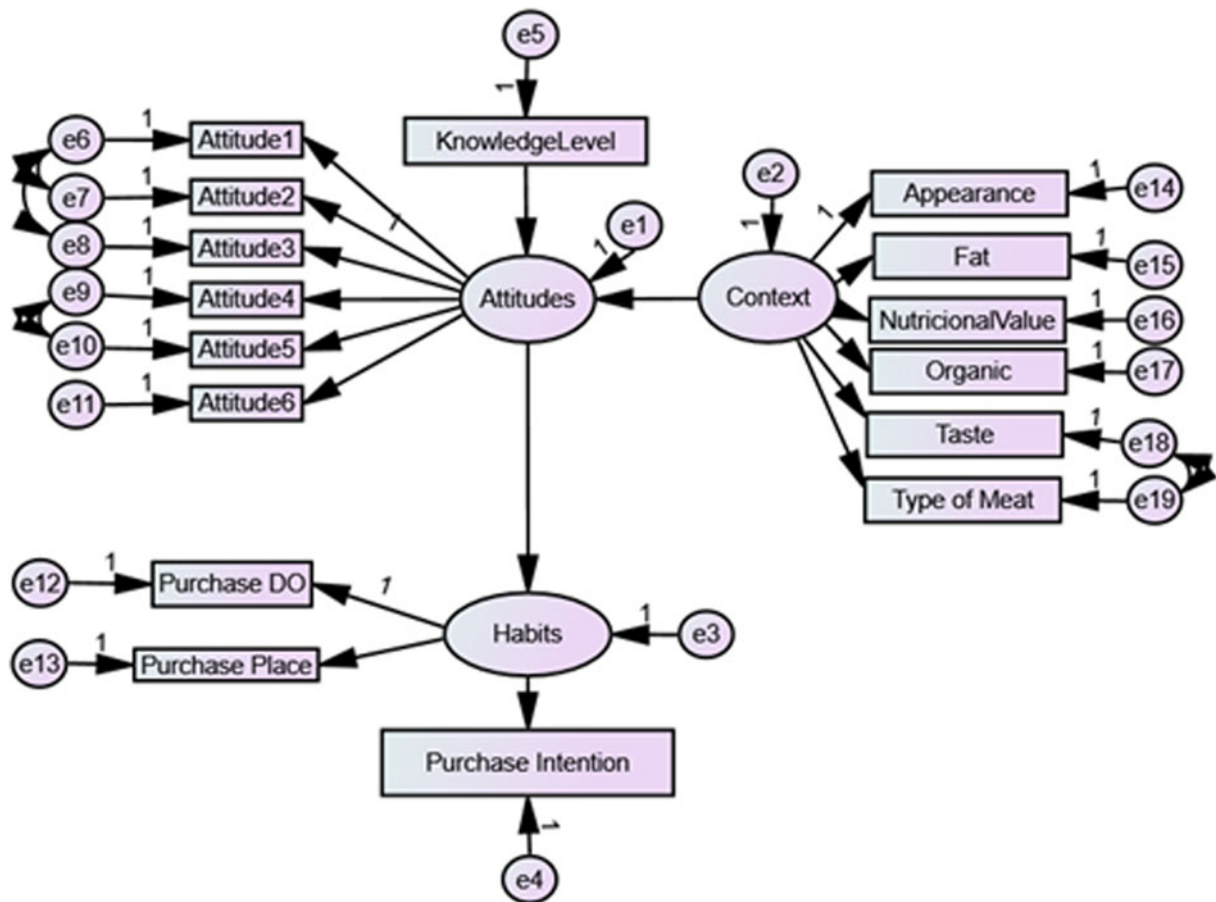 e5
1
KnowledgeLevel
e6
1
Attitude1
e7
1
Attitude2
e8
1
Attitude3
e9
1
Attitude4
e10
1
Attitude5
e11
1
Attitude6
1
e1
1
Attitudes
e2
1
Context
1
Appearance
1
e14
Fat
1
e15
NutricionalValue
1
e16
Organic
1
e17
Taste
1
e18
Type of Meat
1
e19
e12
1
Purchase DO
1
e13
1
Purchase Place
Habits
1
e3
Purchase Intention
1
e4